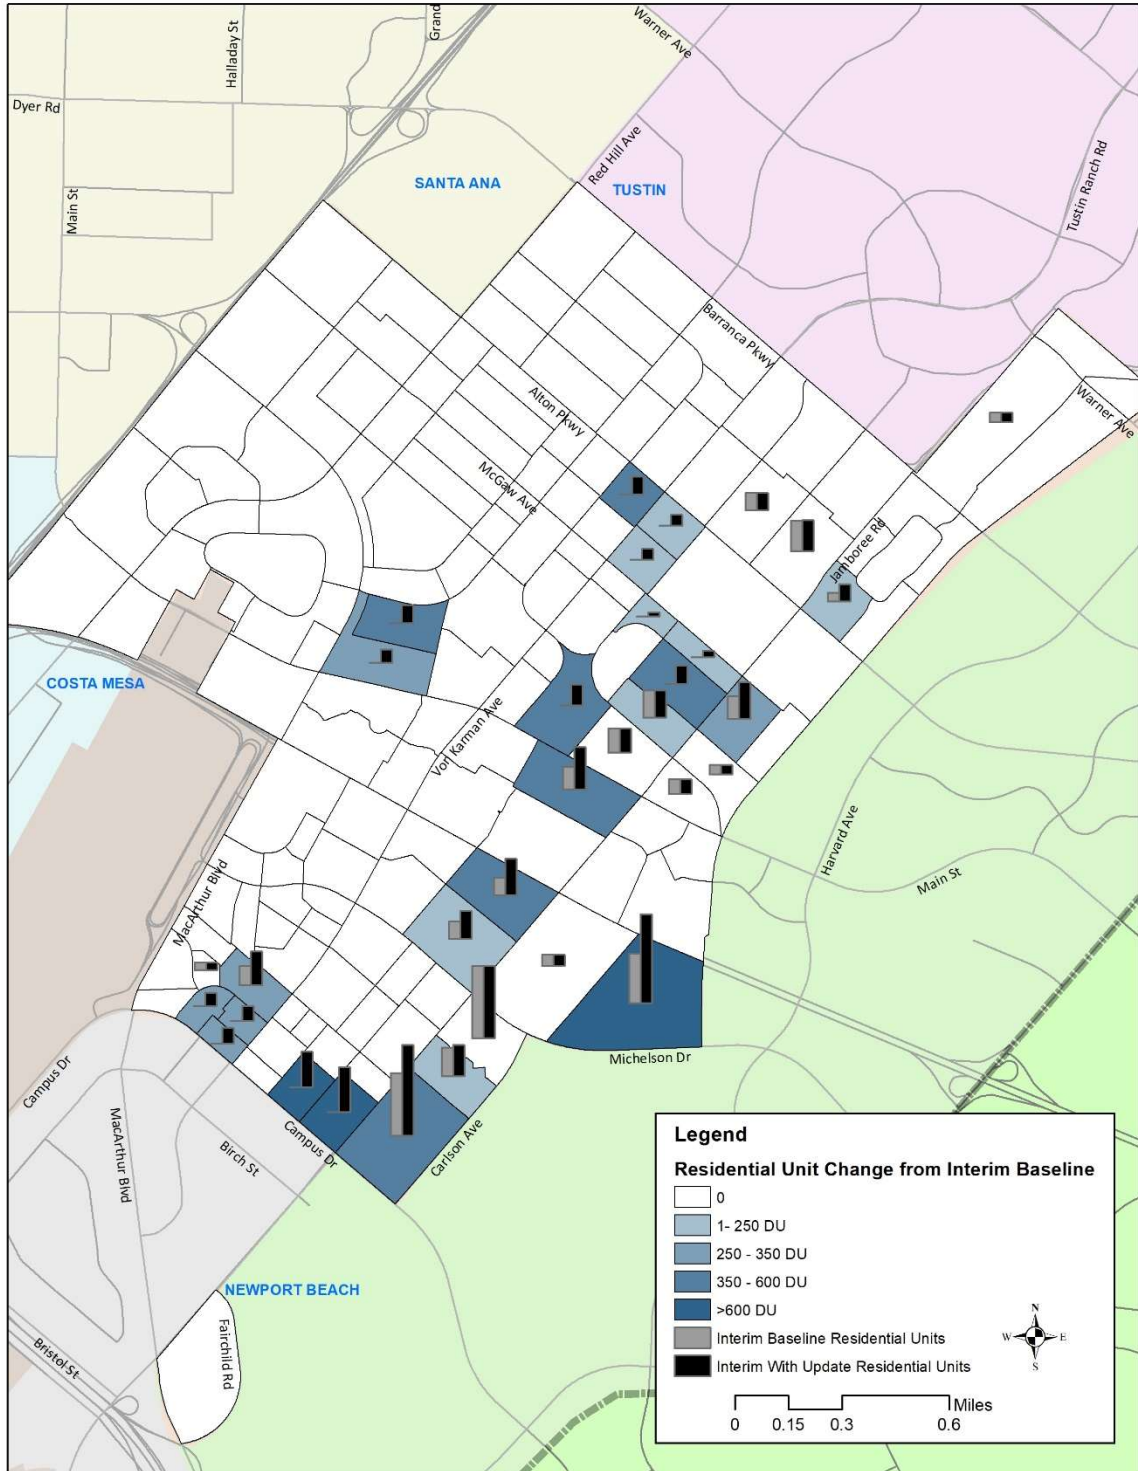 Halladay St
Grand
Warner Ave
Dyer Rd
Red Hill Ave
Tustin Ranch Rd
SANTA ANA
TUSTIN
Main St
Barranca Pkwy
Alton Pkwy
Warner Ave
McGaw Ave
Jamboree Rd
COSTA MESA
Von Karman Ave
Harvard Ave
Main St
MacArthur Blvd
Michelson Dr
Campus Dr
MacArthur Blvd
Birch St
Campus Dr
Carlson Ave
NEWPORT BEACH
Fairchild Rd
Bristol St
Legend
Residential Unit Change from Interim Baseline
0
1- 250 DU
250 - 350 DU
350 - 600 DU
>600 DU
Interim Baseline Residential Units
Interim With Update Residential Units
N
W E
S
Miles
0 0.15 0.3 0.6